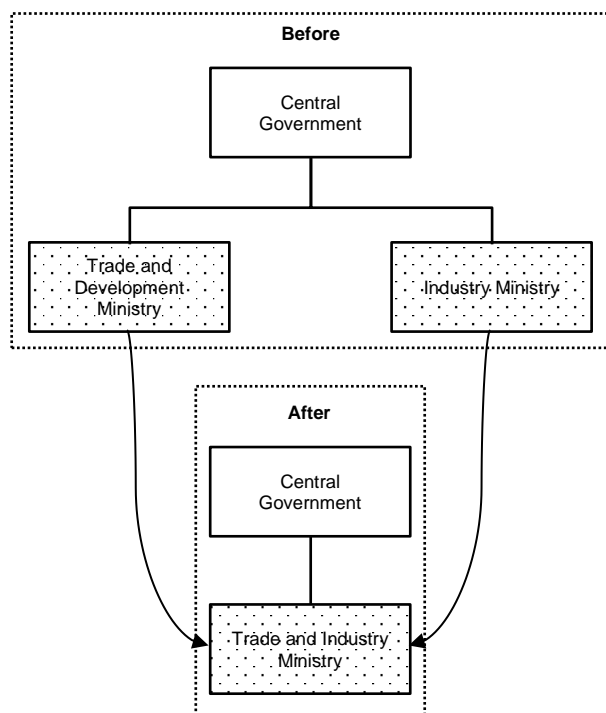 Before
Central
Government
Trade and
Development
Ministry
Industry Ministry
After
Central
Government
Trade and Industry
Ministry